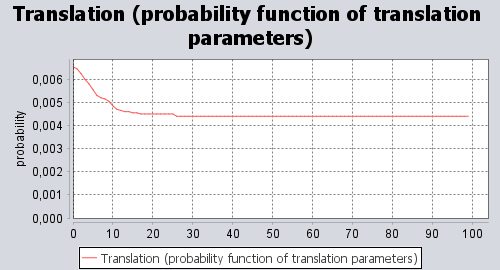 Translation (probability function of translation
parameters)
probability
0,006
0,005
0,004
0,003
0,002
0,001
0,000
0 10 20 30 40 50 60 70 80 90 100
Translation (probability function of translation parameters)